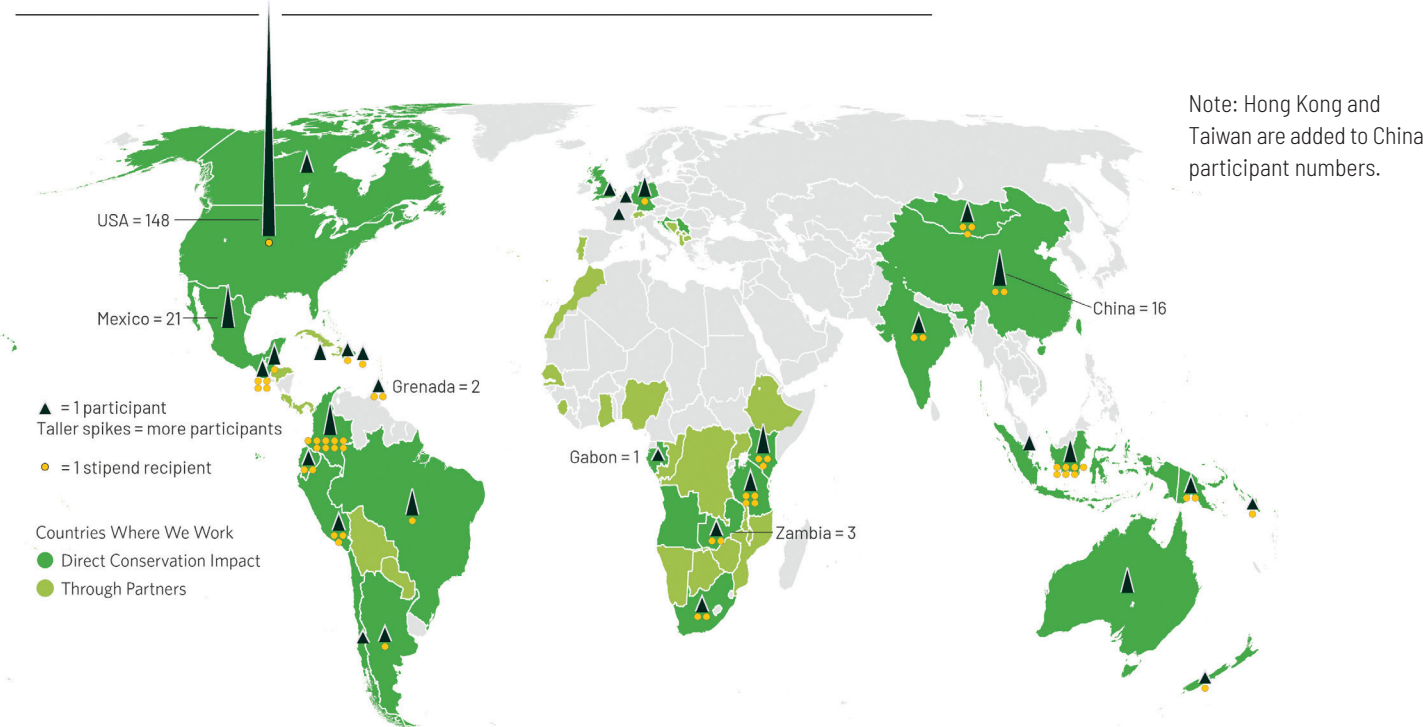 Note: Hong Kong and
Taiwan are added to China
participant numbers.
USA = 148
Mexico = 21
China = 16
Grenada = 2
= 1 participant
Taller spikes = more participants
= 1 stipend recipient
Gabon = 1
Zambia = 3
Countries Where We Work
Direct Conservation Impact
Through Partners